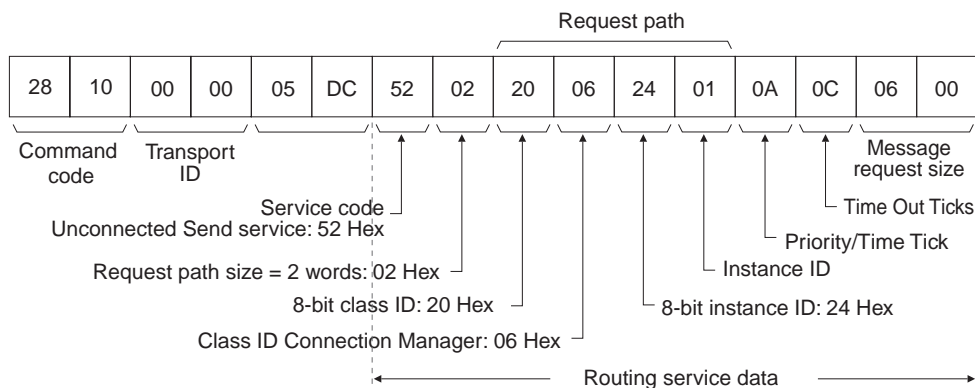 Request path
28 10 00 00 05 DC 52 02 20 06 24 01 0A 0C 06 00
Command code
Transport ID
Message request size
Service code
Unconnected Send service: 52 Hex
Time Out Ticks
Priority/Time Tick
Request path size = 2 words: 02 Hex
Instance ID
8-bit class ID: 20 Hex
8-bit instance ID: 24 Hex
Class ID Connection Manager: 06 Hex
Routing service data